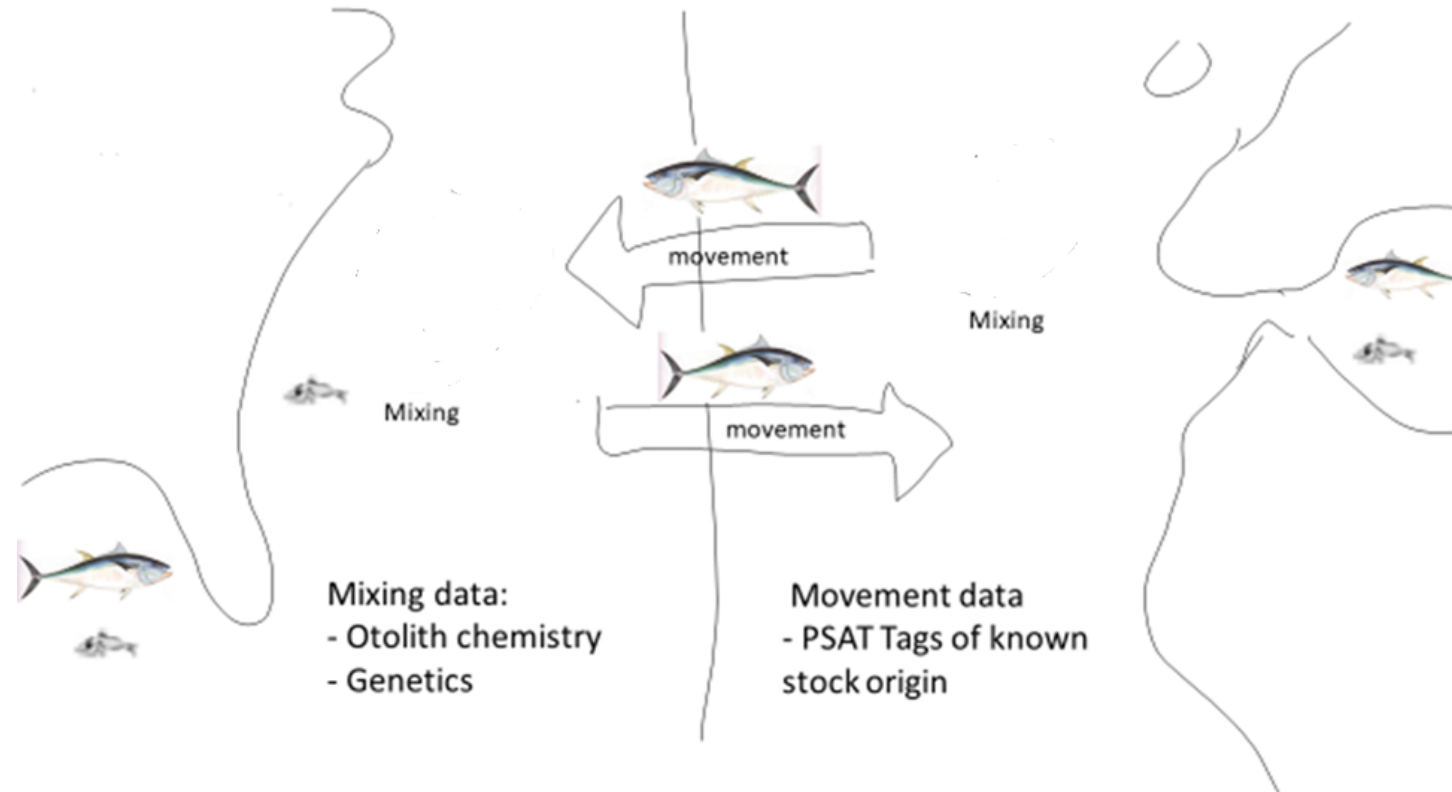 movement
Mixing
Mixing
movement
Mixing data:
- Otolith chemistry
- Genetics
Movement data
- PSAT Tags of known
stock origin